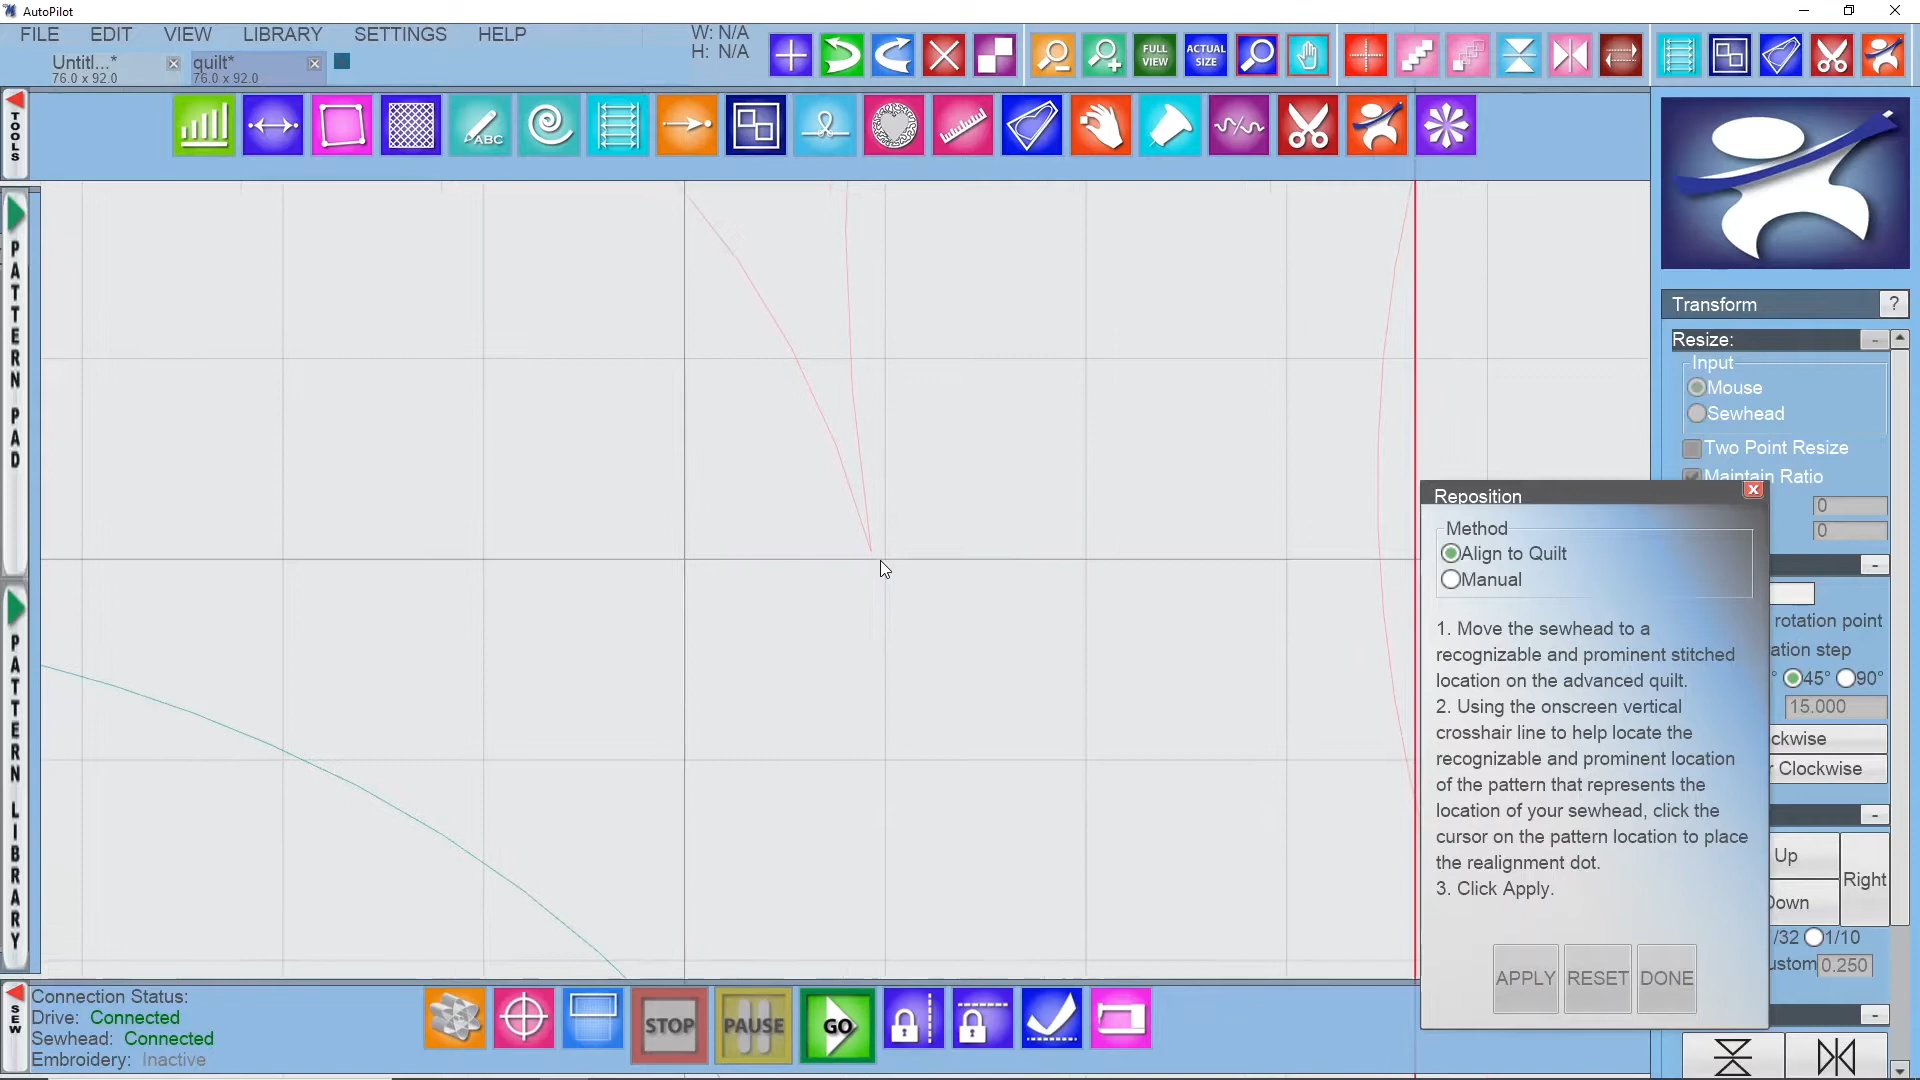 AutoPilot
FILE EDIT VIEW LIBRARY SETTINGS HELP
W: N/A
H: N/A
Untitl...*
76.0 x 92.0
quilt*
76.0 x 92.0
FULL VIEW
ACTUAL SIZE
TOOLS
ABC
PATTERN PAD
PATTERN LIBRARY
Transform ?
Resize:
Input
Mouse
Sewhead
Two Point Resize
Maintain Ratio
0
0
rotation point
ation step
° 45° 90°
15.000
ckwise
r Clockwise
Up
Right
Down
/32 1/10
ustom 0.250
Reposition
Method
Align to Quilt
Manual
1. Move the sewhead to a
recognizable and prominent stitched
location on the advanced quilt.
2. Using the onscreen vertical
crosshair line to help locate the
recognizable and prominent location
of the pattern that represents the
location of your sewhead, click the
cursor on the pattern location to place
the realignment dot.
3. Click Apply.
APPLY RESET DONE
SEW
Connection Status:
Drive: Connected
Sewhead: Connected
Embroidery: Inactive
STOP PAUSE GO